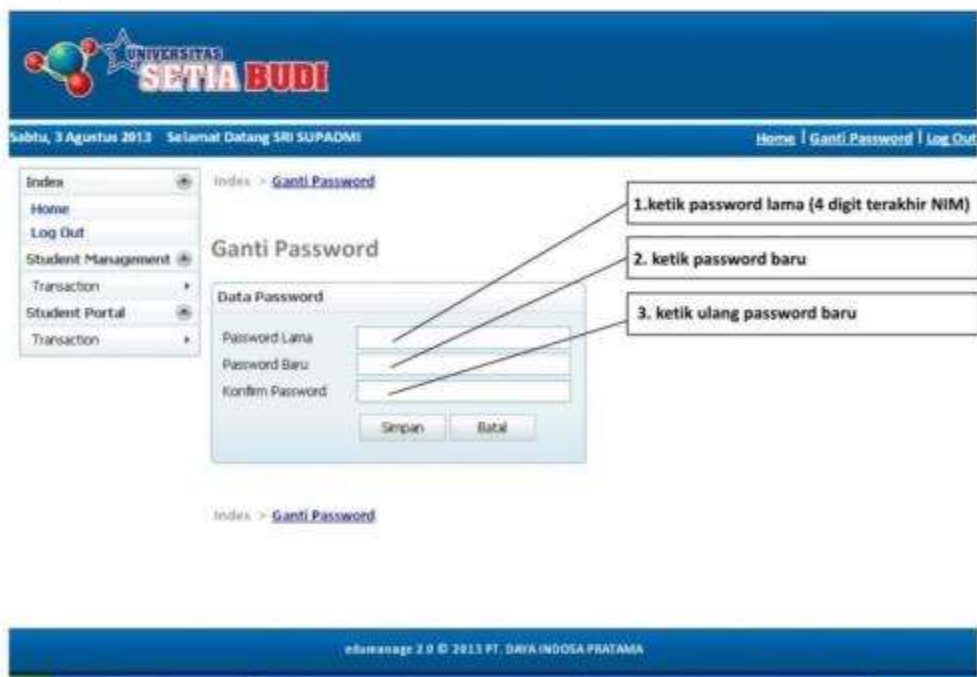 UNIVERSITAS
SETIA BUDI
Sabtu, 3 Agustus 2013 Selamat Datang SRI SUPADMI
Home | Ganti Password | Log Out
Index
Home
Log Out
Student Management
Transaction
Student Portal
Transaction
Index > Ganti Password
Ganti Password
Data Password
Password Lama
Password Baru
Konfirm Password
Simpan Batal
1.ketik password lama (4 digit terakhir NIM)
2. ketik password baru
3. ketik ulang password baru
Index > Ganti Password
edumanage 2.0 © 2013 PT. DAYA INDOSA PRATAMA